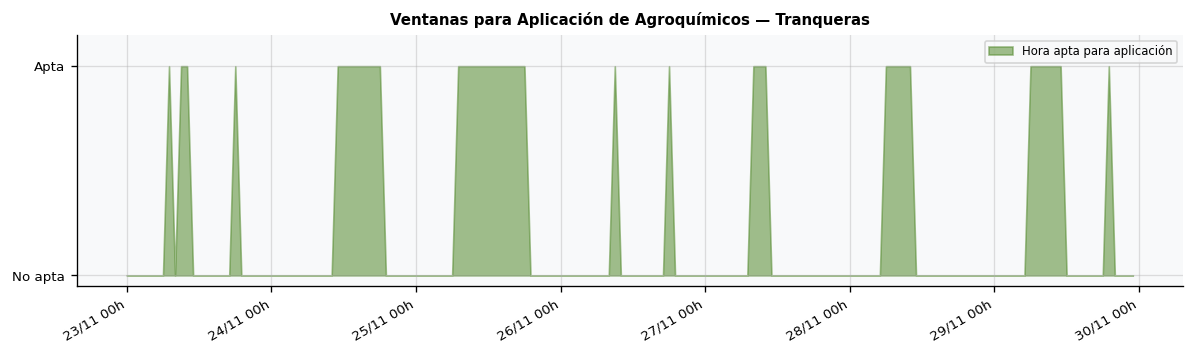 Ventanas para Aplicación de Agroquímicos — Tranqueras
Hora apta para aplicación
Apta
No apta
23/11 00h
24/11 00h
25/11 00h
26/11 00h
27/11 00h
28/11 00h
29/11 00h
30/11 00h